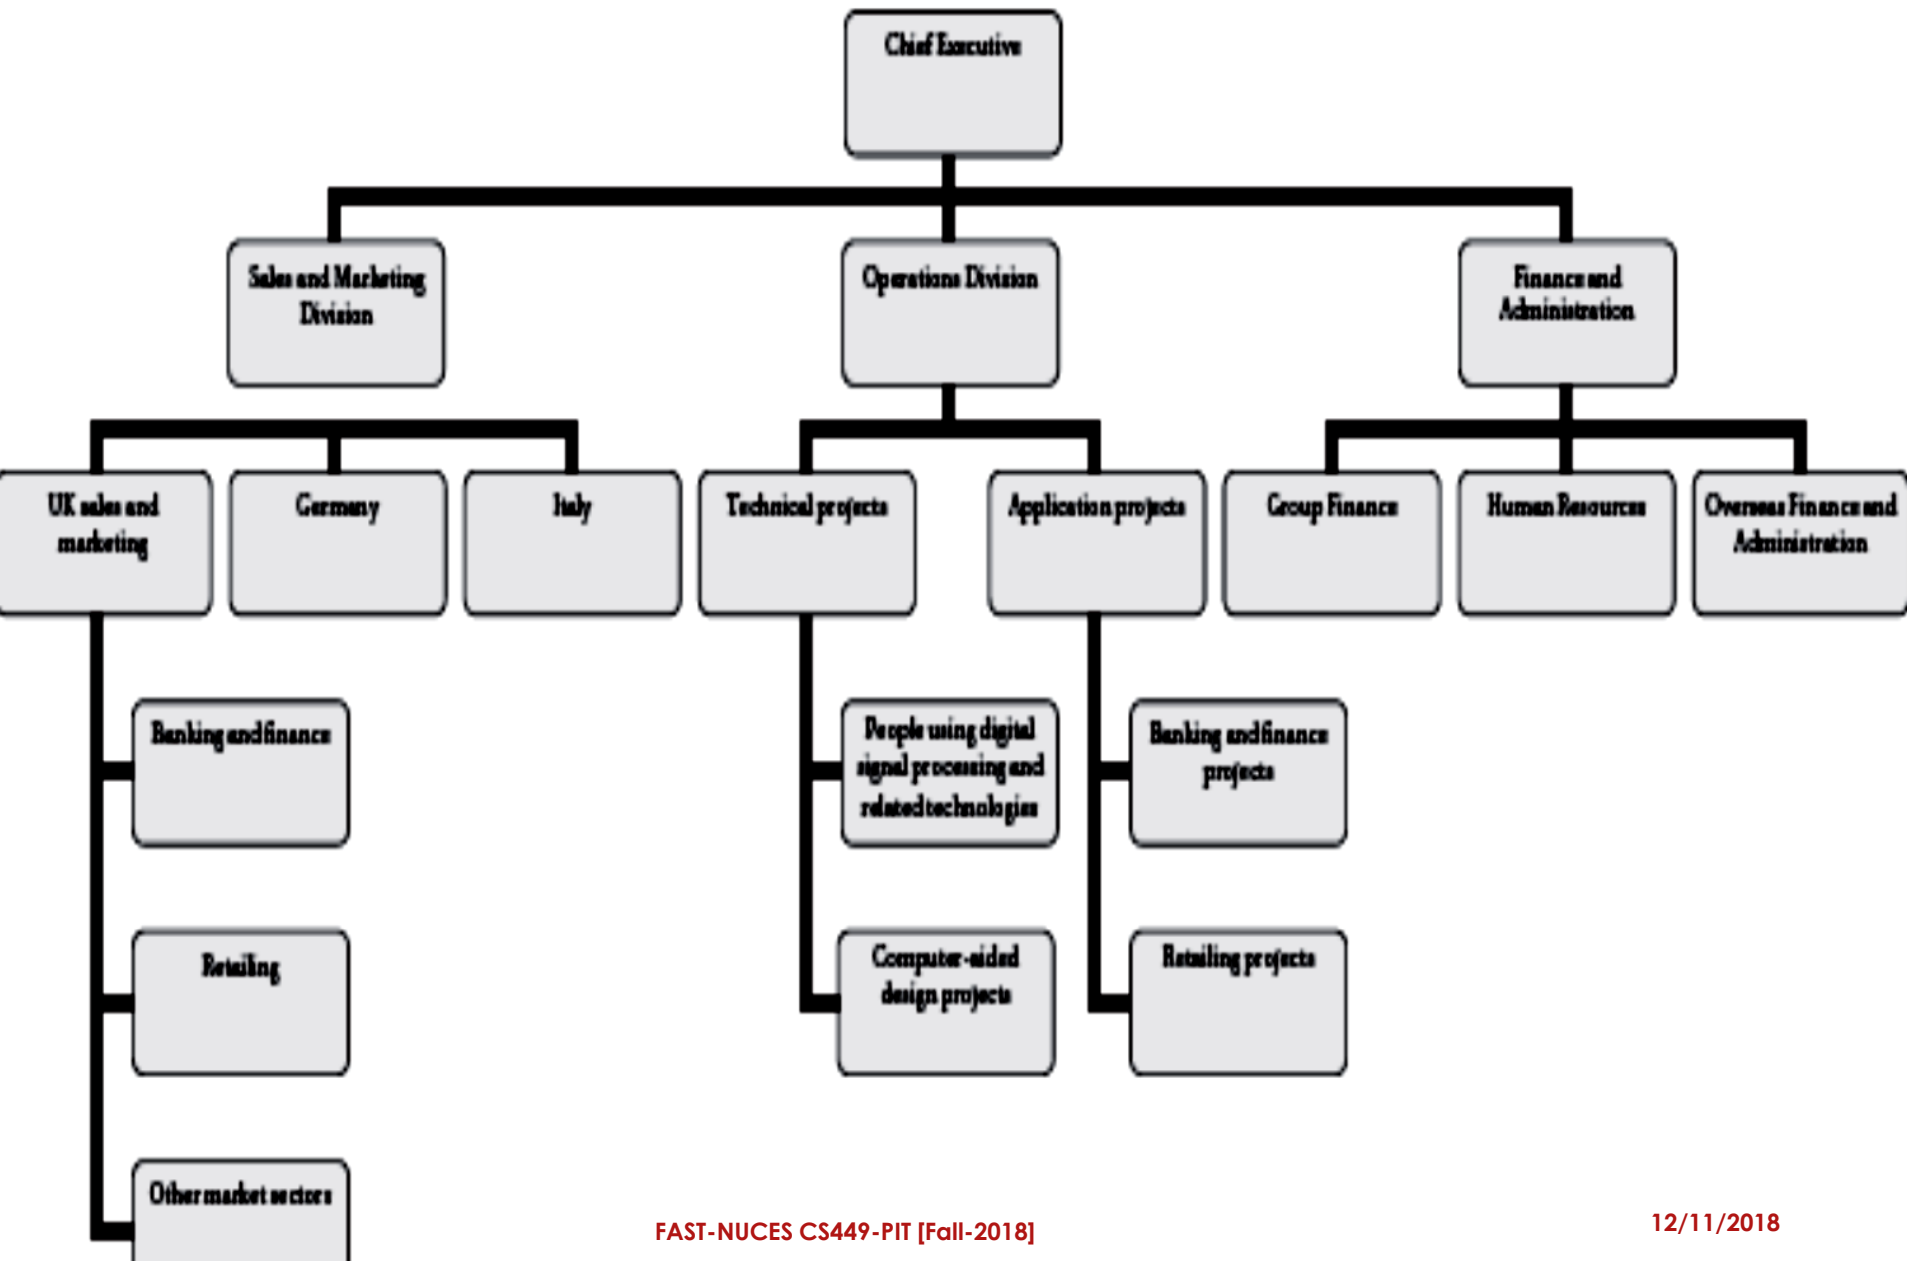 Chief Executive
Sales and Marketing
Division
Operations Division
Finance and
Administration
UK sales and
marketing
Germany
Italy
Technical projects
Application projects
Group Finance
Human Resources
Overseas Finance and
Administration
Banking and finance
People using digital
signal processing and
related technologies
Banking and finance
projects
Retailing
Computer-aided
design projects
Retailing projects
Other market sectors
FAST-NUCES CS449-PIT [Fall-2018]
12/11/2018